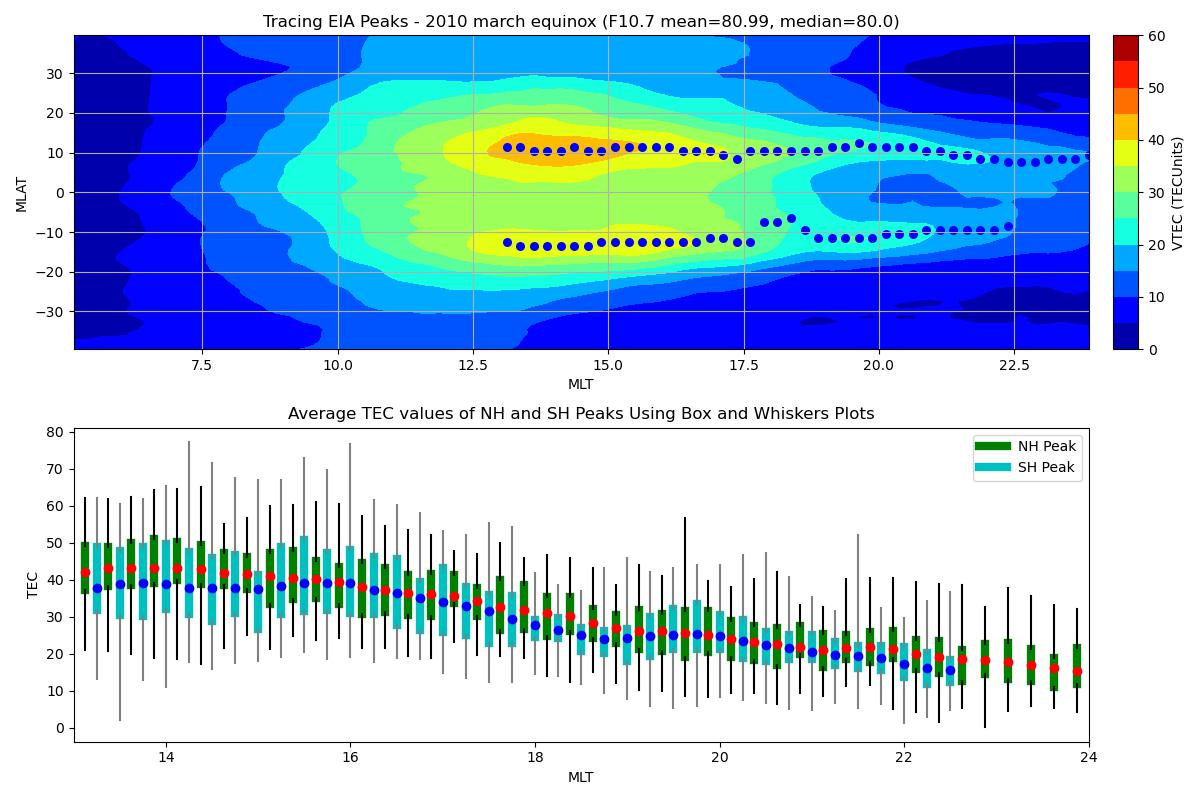 Tracing EIA Peaks - 2010 march equinox (F10.7 mean=80.99, median=80.0)
MLAT
30
20
10
0
−10
−20
−30
7.5 10.0 12.5 15.0 17.5 20.0 22.5
MLT
60
50
40
30
20
10
0
VTEC (TECUnits)
Average TEC values of NH and SH Peaks Using Box and Whiskers Plots
NH Peak
SH Peak
TEC
80
70
60
50
40
30
20
10
0
14 16 18 20 22 24
MLT